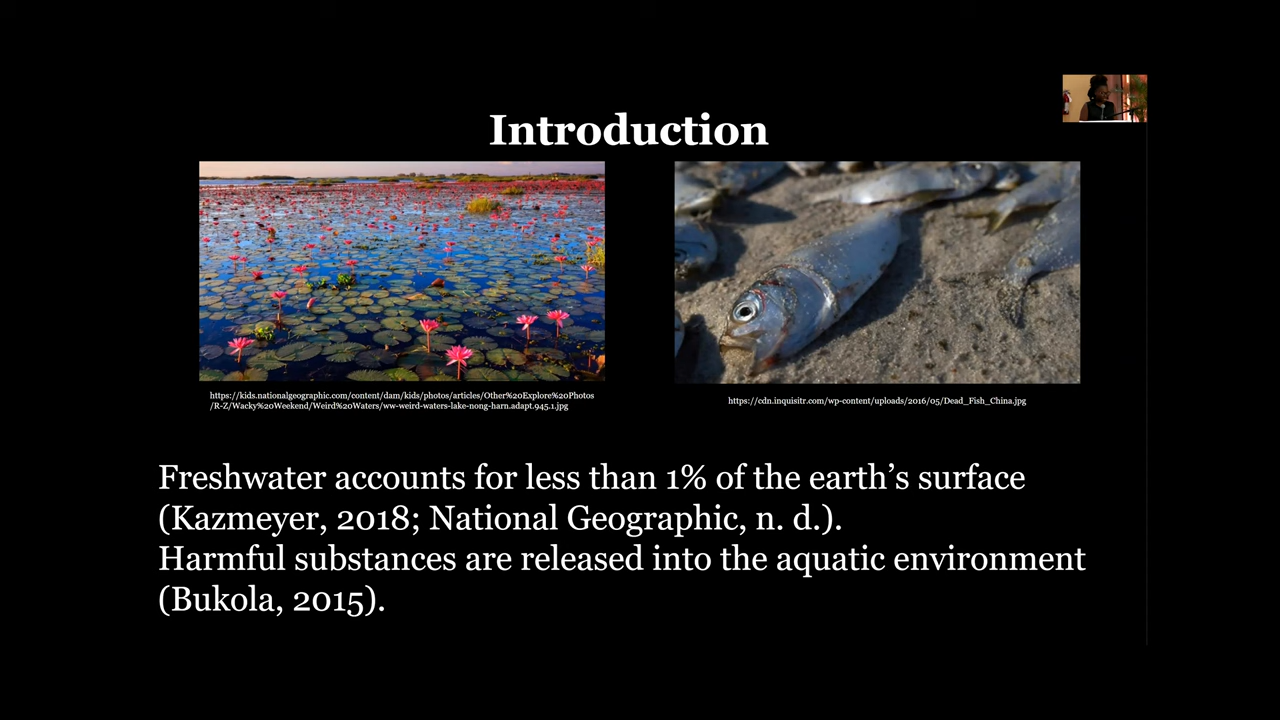 Introduction
https://kids.nationalgeographic.com/content/dam/kids/photos/articles/Other%20Explore%20Photos
/R-Z/Wacky%20Weekend/Weird%20Waters/ww-weird-waters-lake-nong-harn.adapt.945.1.jpg
https://cdn.inquisitr.com/wp-content/uploads/2016/05/Dead_Fish_China.jpg
Freshwater accounts for less than 1% of the earth’s surface
(Kazmeyer, 2018; National Geographic, n. d.).
Harmful substances are released into the aquatic environment
(Bukola, 2015).